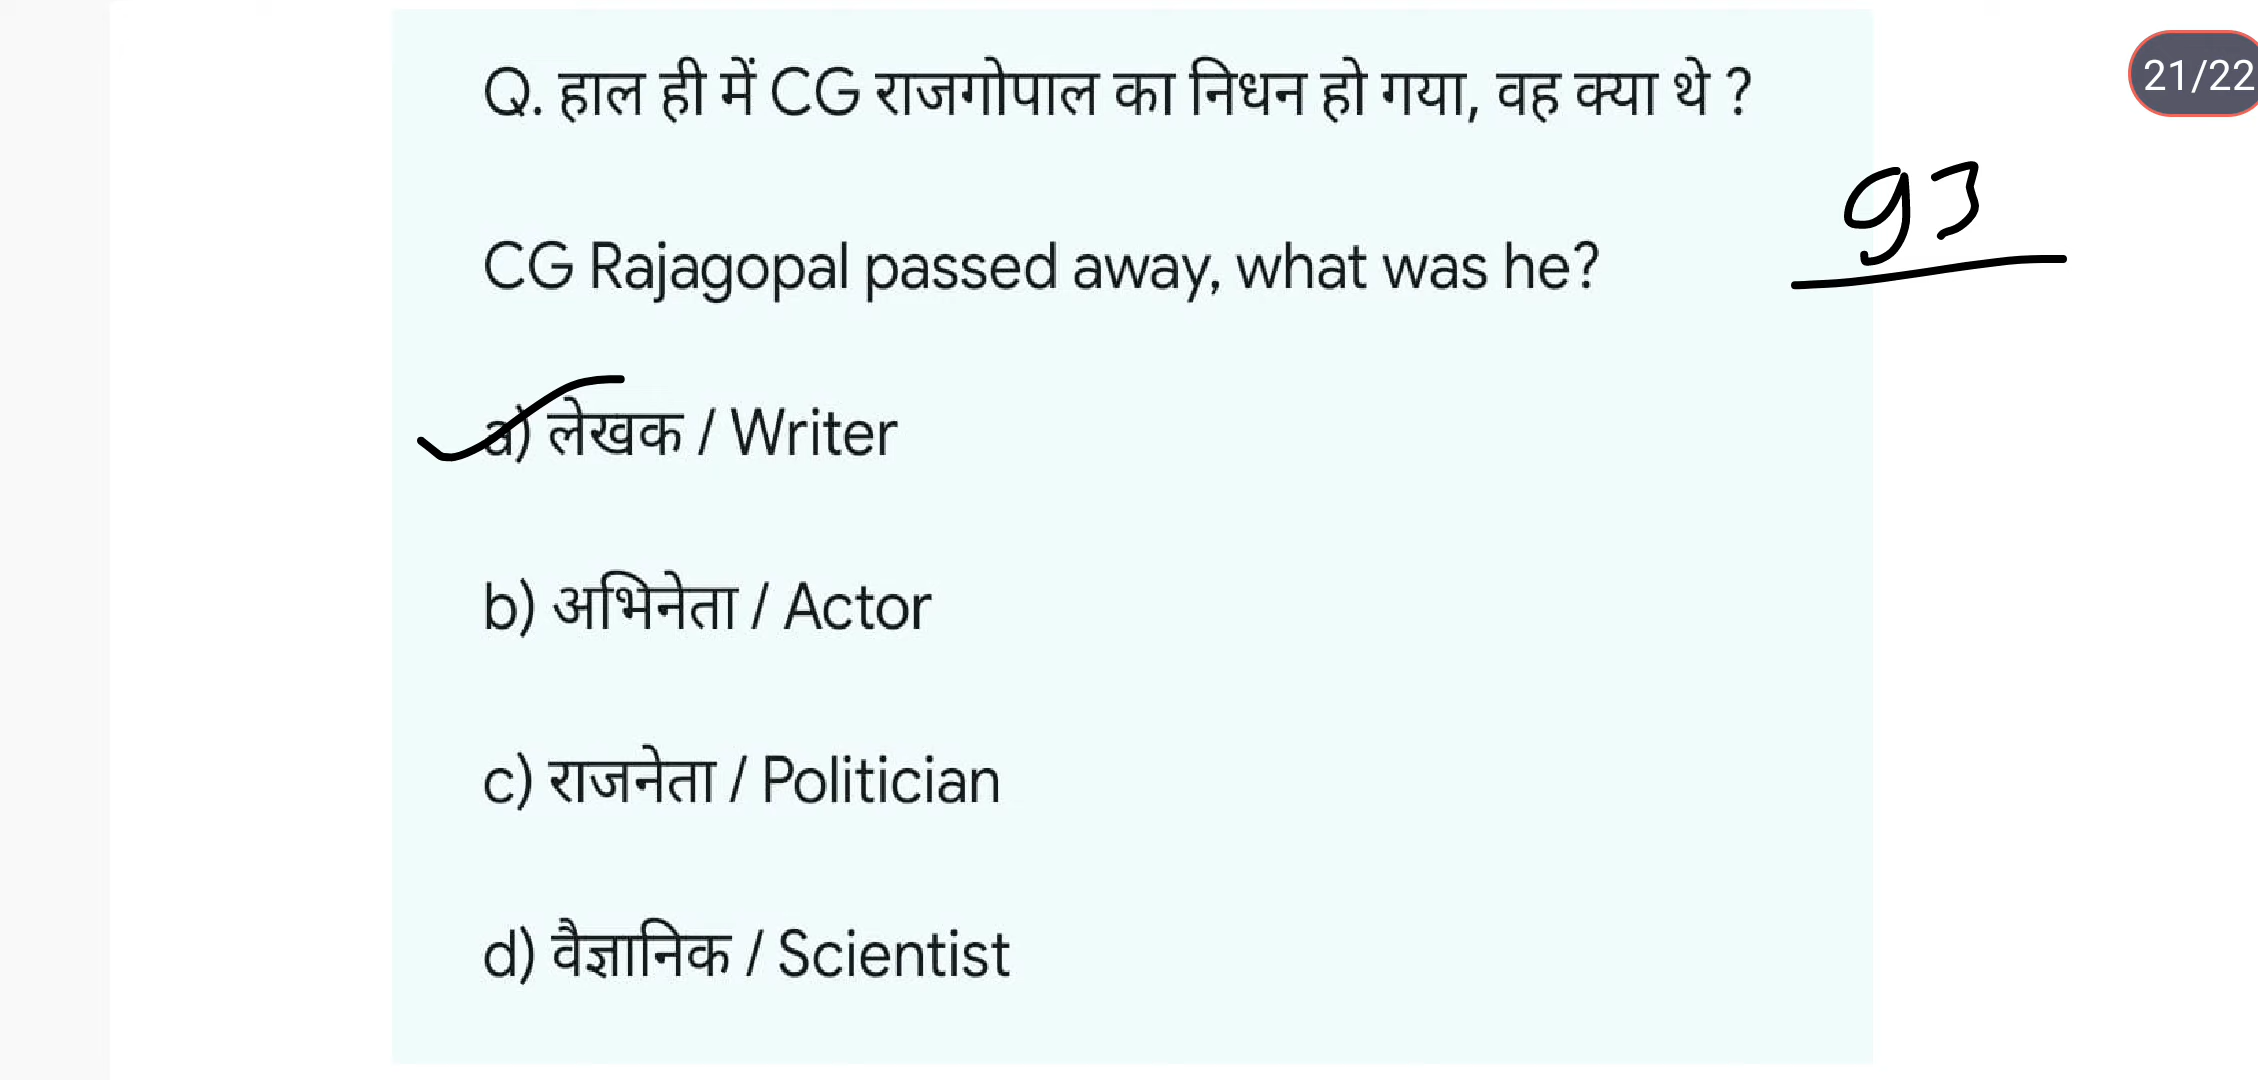 Q. हाल ही में CG राजगोपाल का निधन हो गया, वह क्या थे ?
21/22
93
CG Rajagopal passed away, what was he?
a) लेखक / Writer
b) अभिनेता / Actor
c) राजनेता / Politician
d) वैज्ञानिक / Scientist